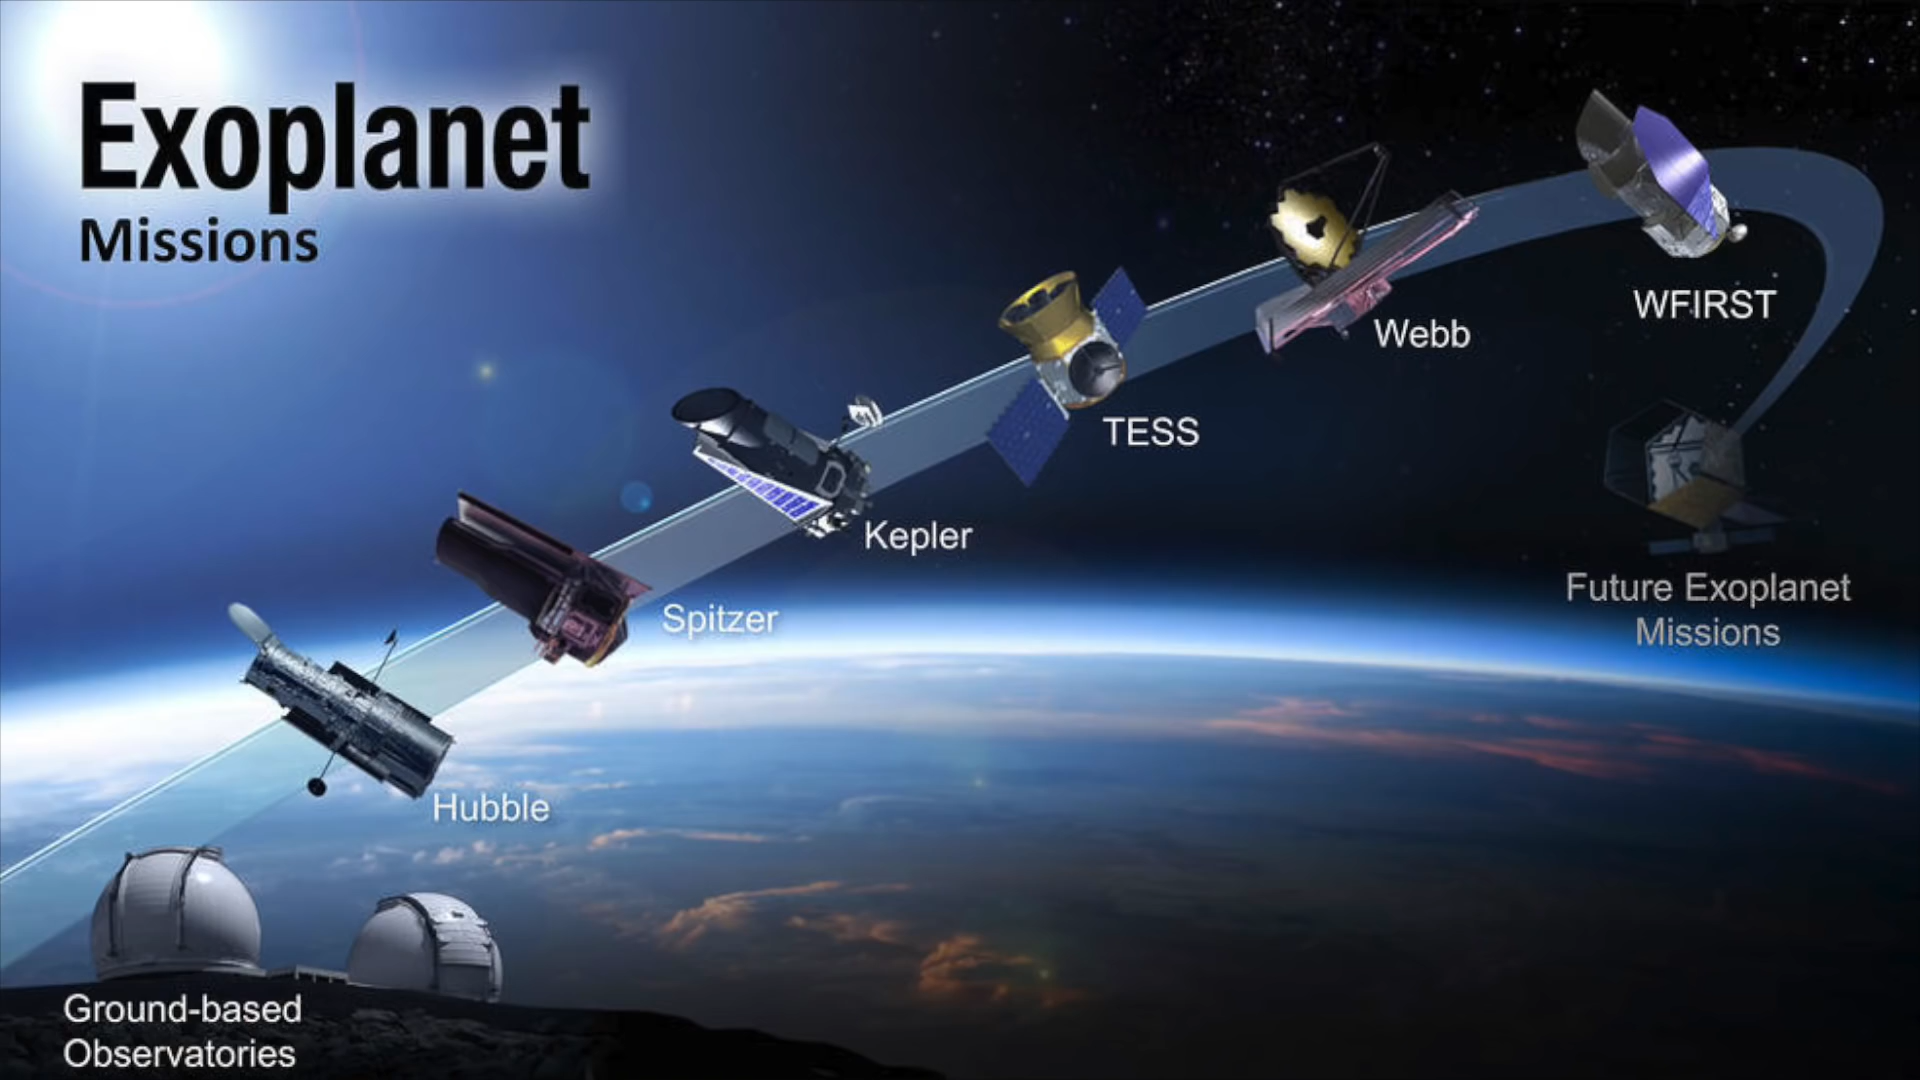 Exoplanet
Missions
WFIRST
Webb
TESS
Kepler
Spitzer
Hubble
Future Exoplanet
Missions
Ground-based
Observatories